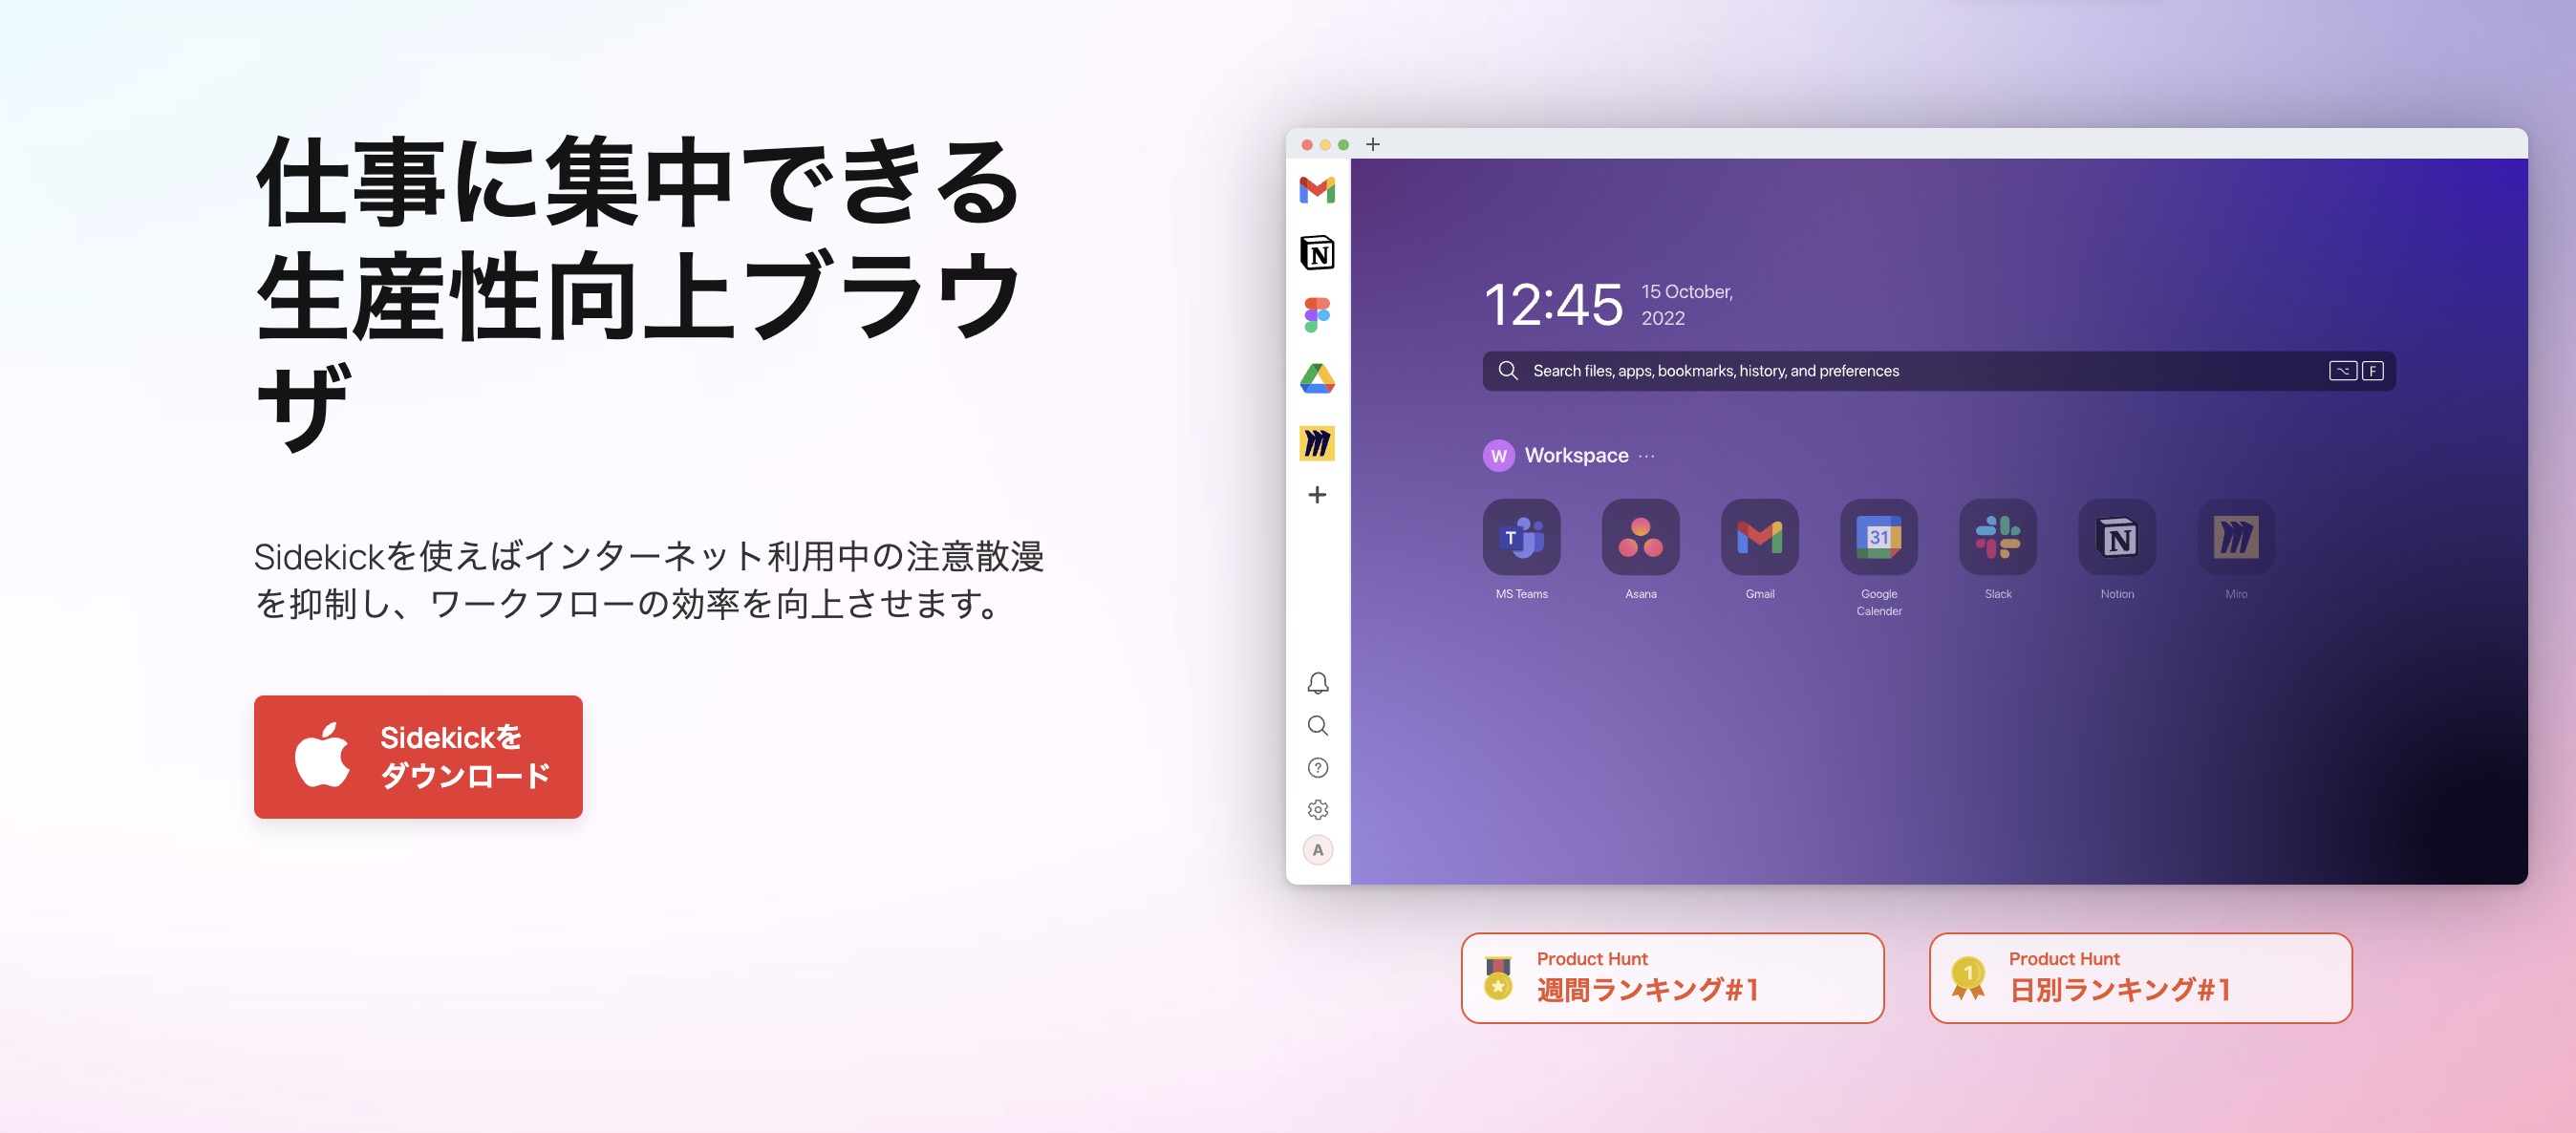 仕事に集中できる
生産性向上ブラウ
ザ
Sidekickを使えばインターネット利用中の注意散漫
を抑制し、ワークフローの効率を向上させます。
Sidekickを
ダウンロード
12:45
15 October,
2022
Search files, apps, bookmarks, history, and preferences
F
W Workspace ...
T
31
N
MS Teams
Asana
Gmail
Google
Calender
Slack
Notion
Miro
N
?
A
Product Hunt
週間ランキング#1
1
Product Hunt
日別ランキング#1